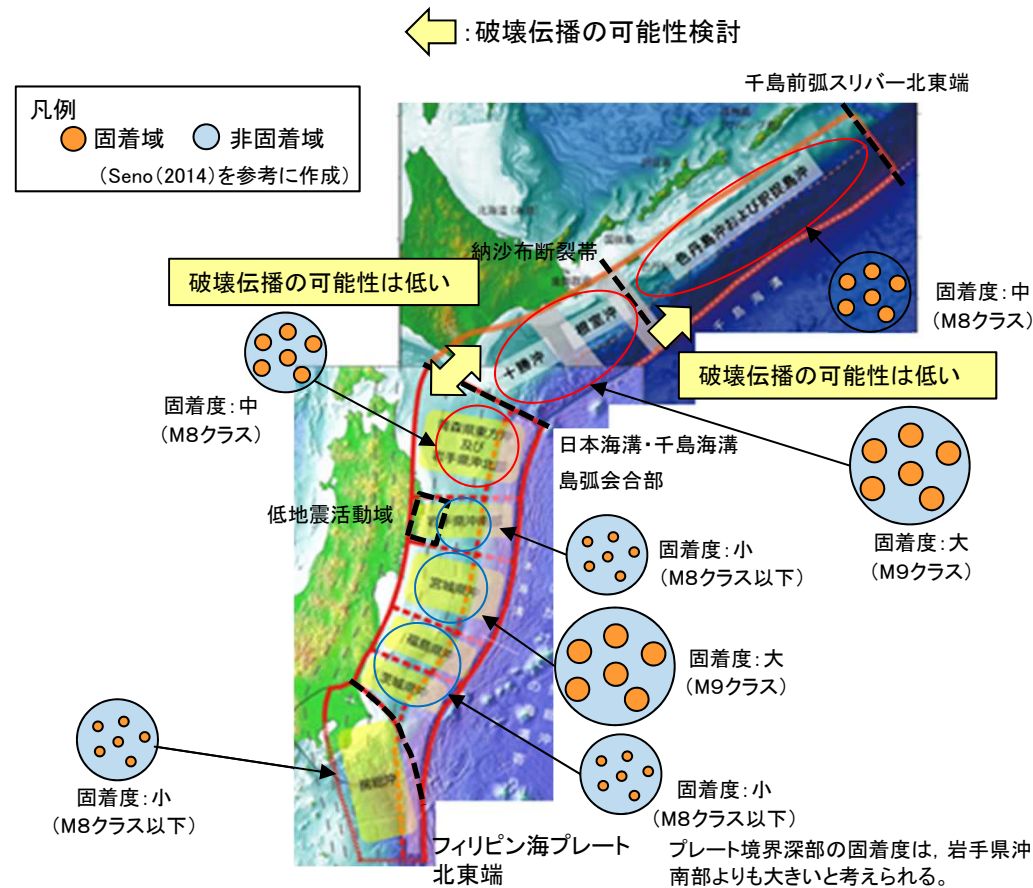 ：破壊伝播の可能性検討
千島前弧スリバー北東端
凡例
固着域
非固着域
（Seno（2014）を参考に作成）
色丹島沖および択捉島沖
納沙布断裂帯
破壊伝播の可能性は低い
固着度：中
（M8クラス）
根室沖
千島海溝
十勝沖
破壊伝播の可能性は低い
固着度：中
（M8クラス）
青森県東方沖
及び
岩手県沖北部
日本海溝・千島海溝
島弧会合部
固着度：大
（M9クラス）
低地震活動域
岩手県沖南部
固着度：小
（M8クラス以下）
宮城県沖
固着度：大
（M9クラス）
福島県沖
茨城県沖
固着度：小
（M8クラス以下）
房総沖
固着度：小
（M8クラス以下）
フィリピン海プレート
北東端
プレート境界深部の固着度は，岩手県沖
南部よりも大きいと考えられる。